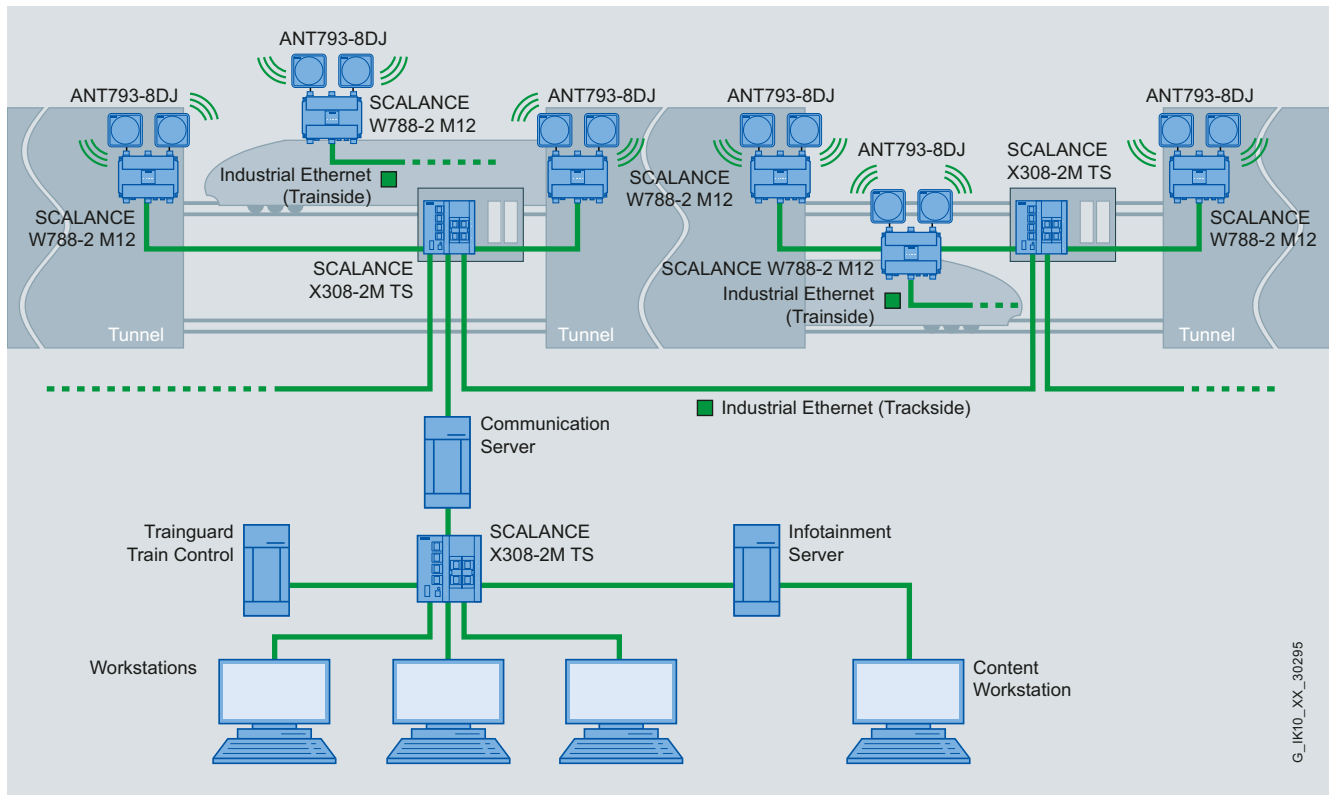 ANT793-8DJ
SCALANCE
W788-2 M12
ANT793-8DJ
SCALANCE
W788-2 M12
Industrial Ethernet
(Trainside)
ANT793-8DJ
SCALANCE
W788-2 M12
SCALANCE
X308-2M TS
ANT793-8DJ
ANT793-8DJ
SCALANCE W788-2 M12
Industrial Ethernet
(Trainside)
SCALANCE
X308-2M TS
ANT793-8DJ
SCALANCE
W788-2 M12
Tunnel
Tunnel
Tunnel
Industrial Ethernet (Trackside)
Communication
Server
Trainguard
Train Control
SCALANCE
X308-2M TS
Infotainment
Server
Workstations
Content
Workstation
G_IK10_XX_30295